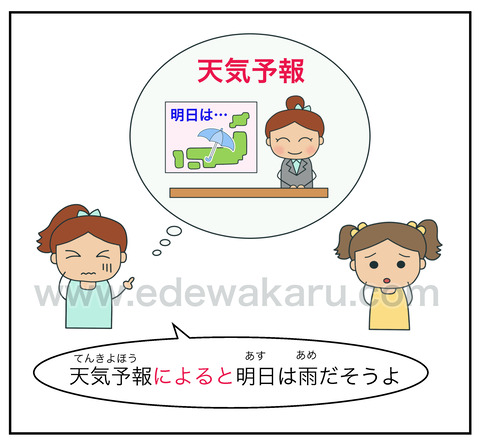 天気予報
明日は…
www.edewakaru.com
てんきよほう あす あめ
天気予報によると明日は雨だそうよ